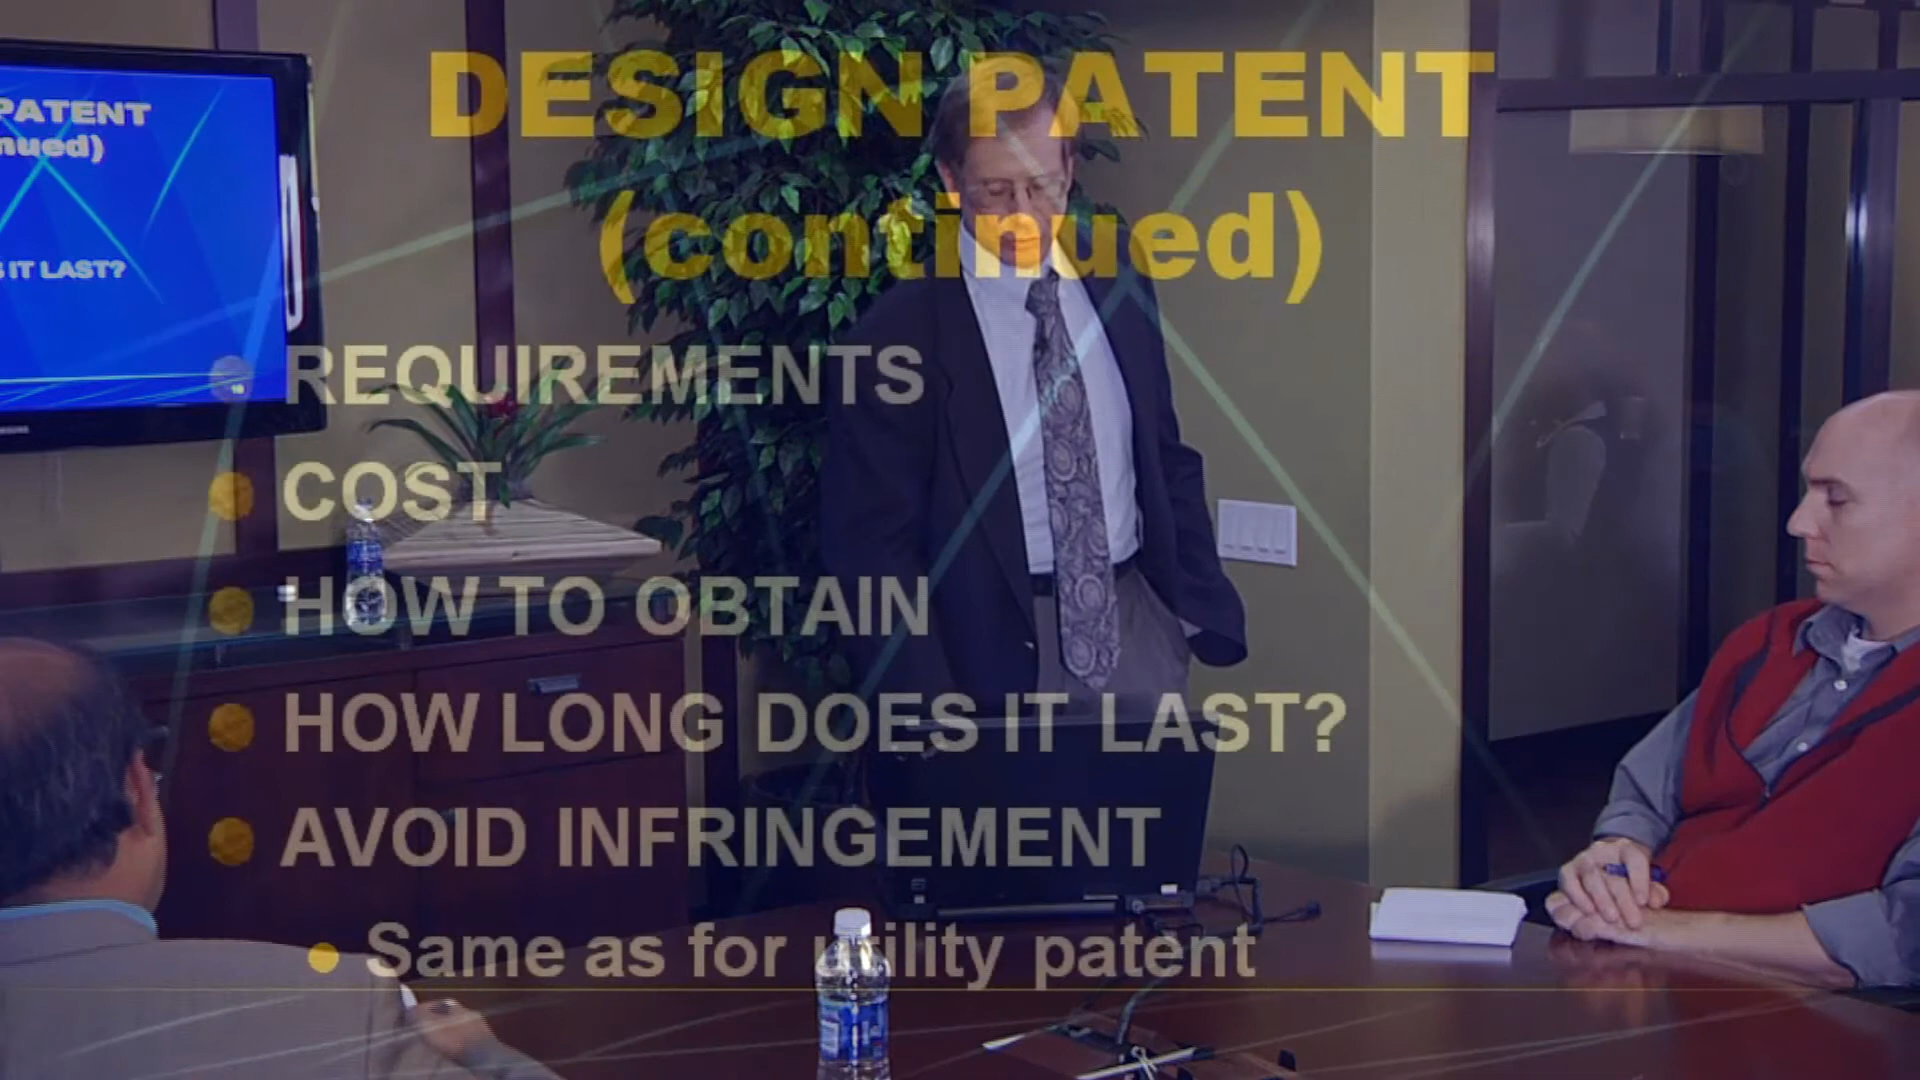 DESIGN PATENT
(continued)
REQUIREMENTS
COST
HOW TO OBTAIN
HOW LONG DOES IT LAST?
AVOID INFRINGEMENT
Same as for utility patent
PATENT
nued)
IT LAST?